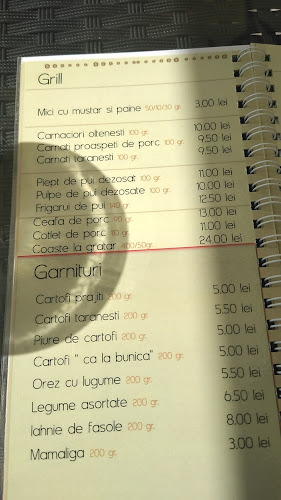 Grill
Mici cu mustar si paine 50/10/30 gr. 3.00 lei
Carnaciori oltenesti 100 gr. 10.00 lei
Carnati proaspeti de porc 100 gr. 9.50 lei
Carnati taranesti 100 gr. 9.50 lei
Piept de pui dezosat 100 gr. 11.00 lei
Pulpe de pui dezosate 100 gr. 10.00 lei
Frigarui de pui 140 gr. 12.50 lei
Ceafa de porc 90 gr. 13.00 lei
Cotlet de porc 110 gr. 11.00 lei
Coaste la gratar 400/50gr. 24.00 lei
Garnituri
Cartofi prajiti 200 gr. 5.00 lei
Cartofi taranesti 200 gr. 5.50 lei
Piure de cartofi 200 gr. 5.00 lei
Cartofi " ca la bunica" 200 gr. 5.00 lei
Orez cu lugume 200 gr. 5.50 lei
Legume asortate 200 gr. 6.50 lei
Iahnie de fasole 200 gr. 8.00 lei
Mamaliga 200 gr. 3.00 lei